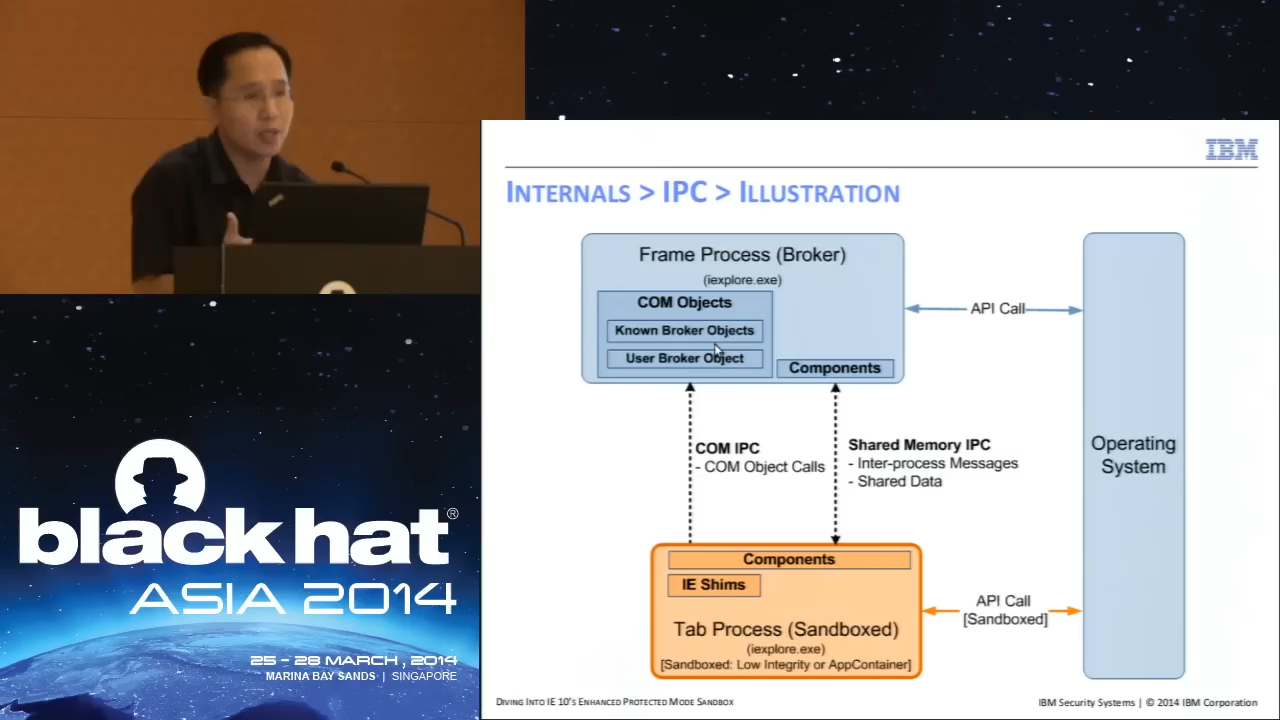 IBM
INTERNALS > IPC > ILLUSTRATION
Frame Process (Broker)
(iexplore.exe)
COM Objects
Known Broker Objects
User Broker Object
Components
API Call
COM IPC
- COM Object Calls
Shared Memory IPC
- Inter-process Messages
- Shared Data
Operating
System
Components
IE Shims
Tab Process (Sandboxed)
(iexplore.exe)
[Sandboxed: Low Integrity or AppContainer]
API Call
[Sandboxed]
DIVING INTO IE 10'S ENHANCED PROTECTED MODE SANDBOX
IBM Security Systems | © 2014 IBM Corporation
black hat®
ASIA 2014
25 - 28 MARCH, 2014
MARINA BAY SANDS | SINGAPORE